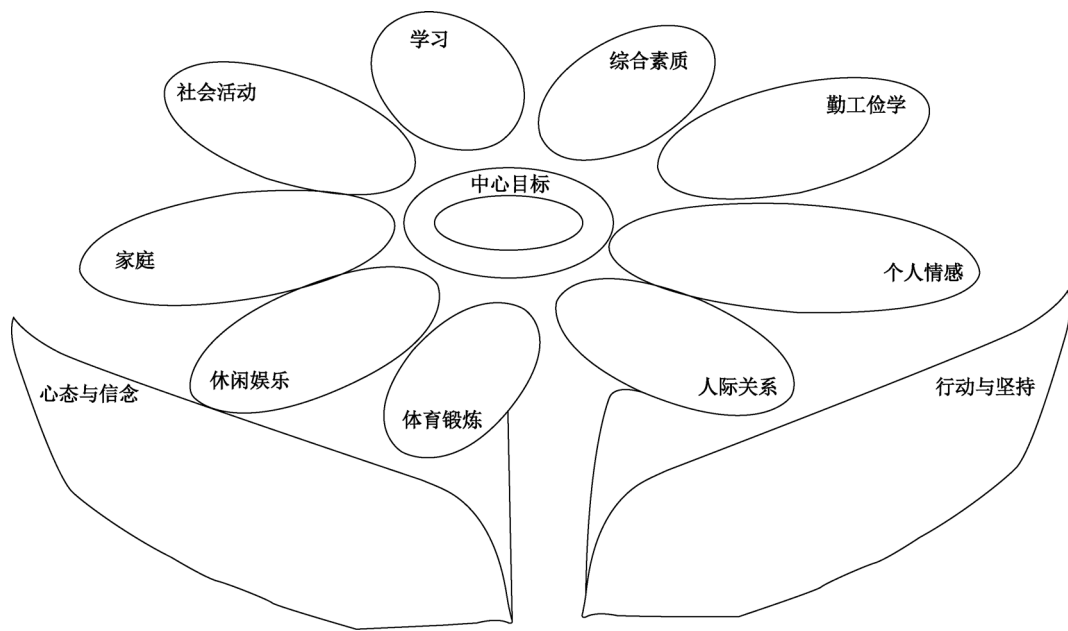 学习
综合素质
社会活动
勤工俭学
中心目标
家庭
个人情感
休闲娱乐
人际关系
心态与信念
行动与坚持
体育锻炼